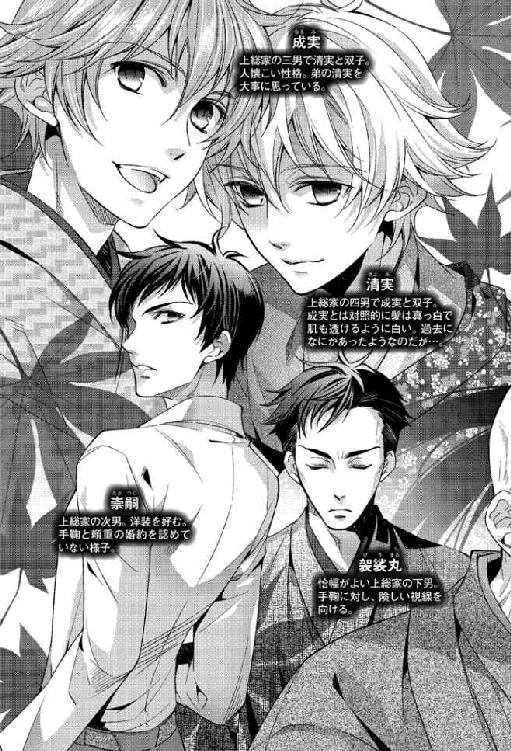 成実
上総家の三男で清実と双子。
人懐こい性格。弟の清実を
大事に思っている。
清実
上総家の四男で成実と双子。
成実とは対照的に髪は真っ白で
肌も透けるように白い。過去に
なにかあったようなのだが…。
崇嗣
上総家の次男。洋装を好む。
手鞠と頼重の婚約を認めて
いない様子。
袈裟丸
恰幅がよい上総家の下男。
手鞠に対し、険しい視線を
向ける。